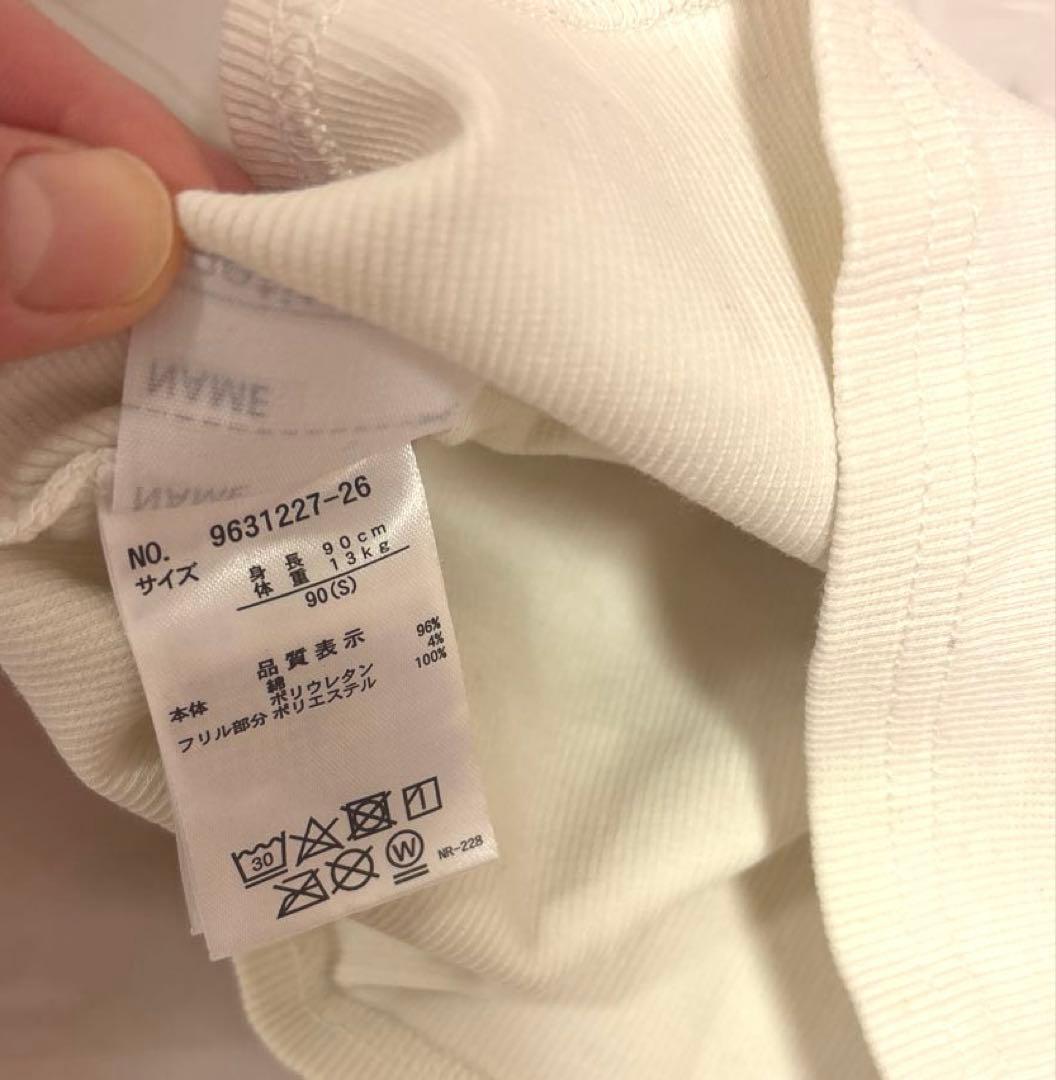 NAME
NAME
NO. 9631227-26
サイズ 身長 90cm
体重 13kg
90(S)
品質表示
本体 綿 96%
ポリウレタン 4%
フリル部分 ポリエステル 100%
30
W
NR-228